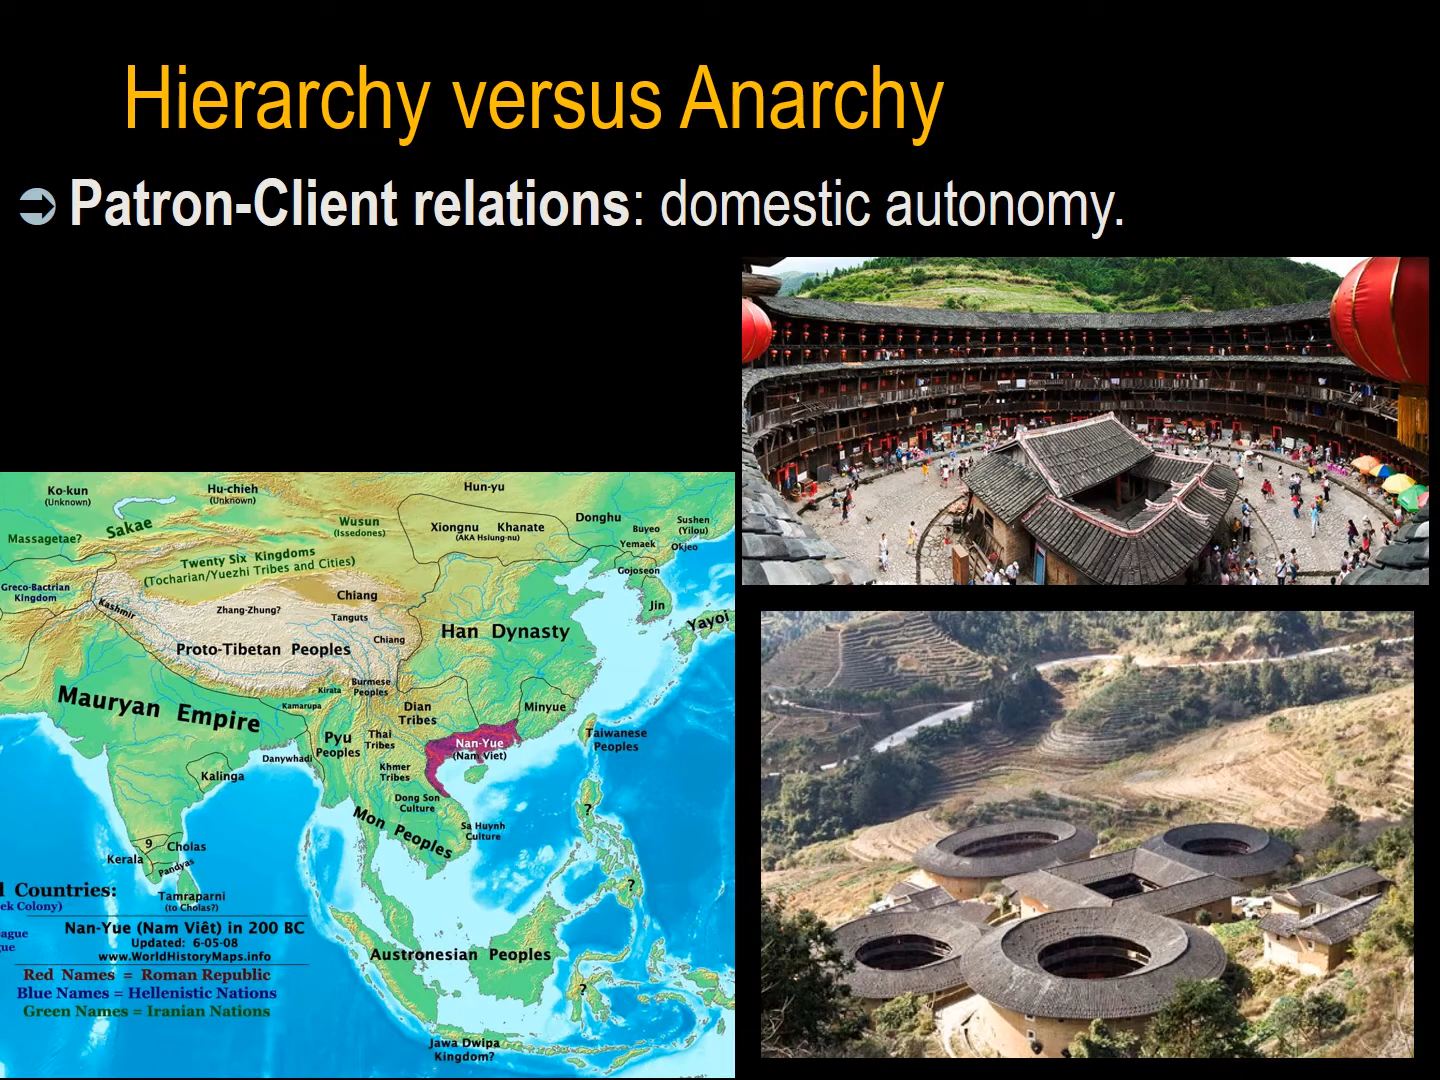 Hierarchy versus Anarchy
Patron-Client relations: domestic autonomy.
Ko-kun
(Unknown)
Hu-chieh
(Unknown)
Hun-yu
Sakae
Massagetae?
Wusun
(Issedones)
Xiongnu Khanate
(AKA Hsiung-nu)
Donghu
Buyeo
Sushen
(Yilou)
Yemaek
Okjeo
Gojoseon
Twenty Six Kingdoms
(Tocharian/Yuezhi Tribes and Cities)
Greco-Bactrian
Kingdom
Kashmir
Chiang
Zhang-Zhung?
Tanguts
Jin
Yayoi
Chiang
Han Dynasty
Proto-Tibetan Peoples
Burmese
Peoples
Kirata
Mauryan Empire
Kamarupa
Dian
Tribes
Minyue
Pyu
Peoples
Thai
Tribes
Nan-Yue
(Nam Viet)
Taiwanese
Peoples
Danywhadi
Kalinga
Khmer
Tribes
Dong Son
Culture
?
Mon Peoples
Sa Huynh
Culture
9
Cholas
Kerala
Pandyas
?
Tamraparni
(to Cholas?)
l Countries:
ek Colony)
ague
gue
Nan-Yue (Nam Viêt) in 200 BC
Updated: 6-05-08
www.WorldHistoryMaps.info
Red Names = Roman Republic
Blue Names = Hellenistic Nations
Green Names = Iranian Nations
Austronesian Peoples
?
Jawa Dwipa
Kingdom?